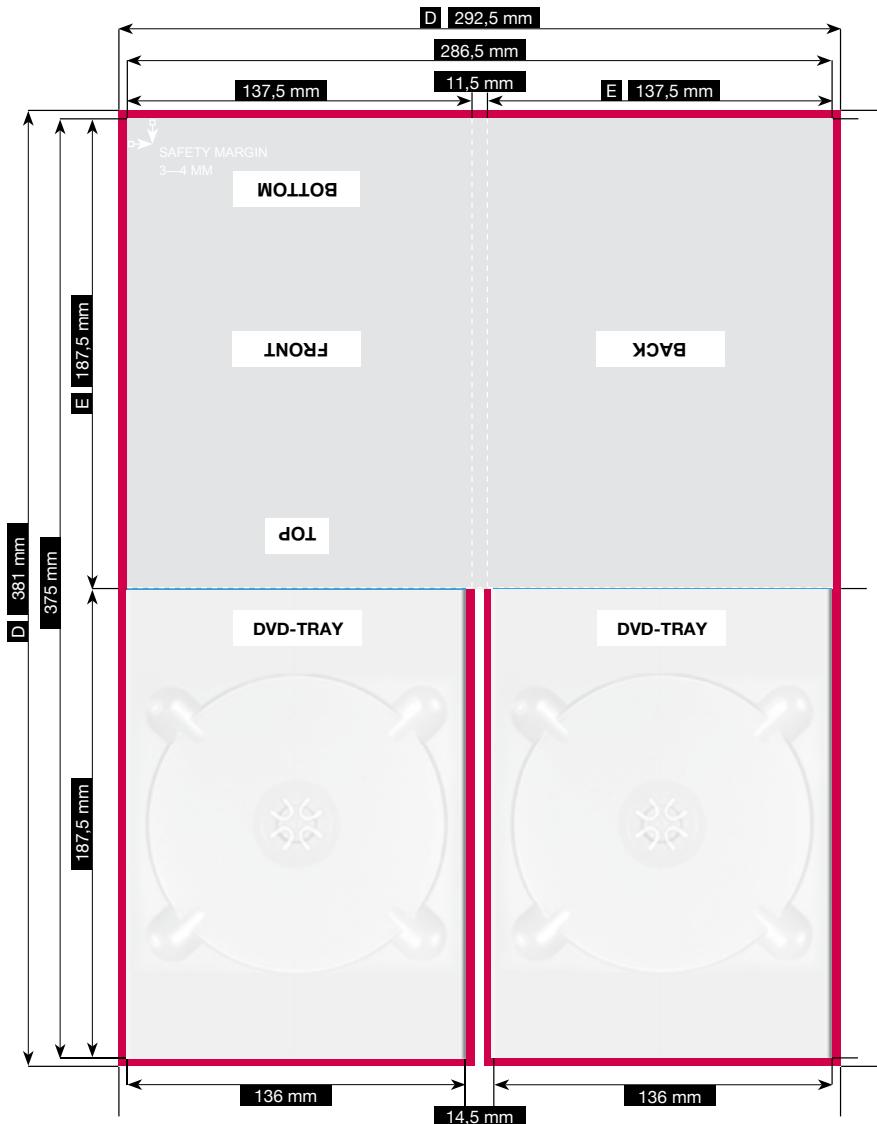 D 292,5 mm
286,5 mm
11,5 mm
137,5 mm
E 137,5 mm
SAFETY MARGIN
3—4 MM
BOTTOM
E 187,5 mm
FRONT
BACK
TOP
D 381 mm
375 mm
DVD-TRAY
DVD-TRAY
187,5 mm
136 mm
136 mm
14,5 mm